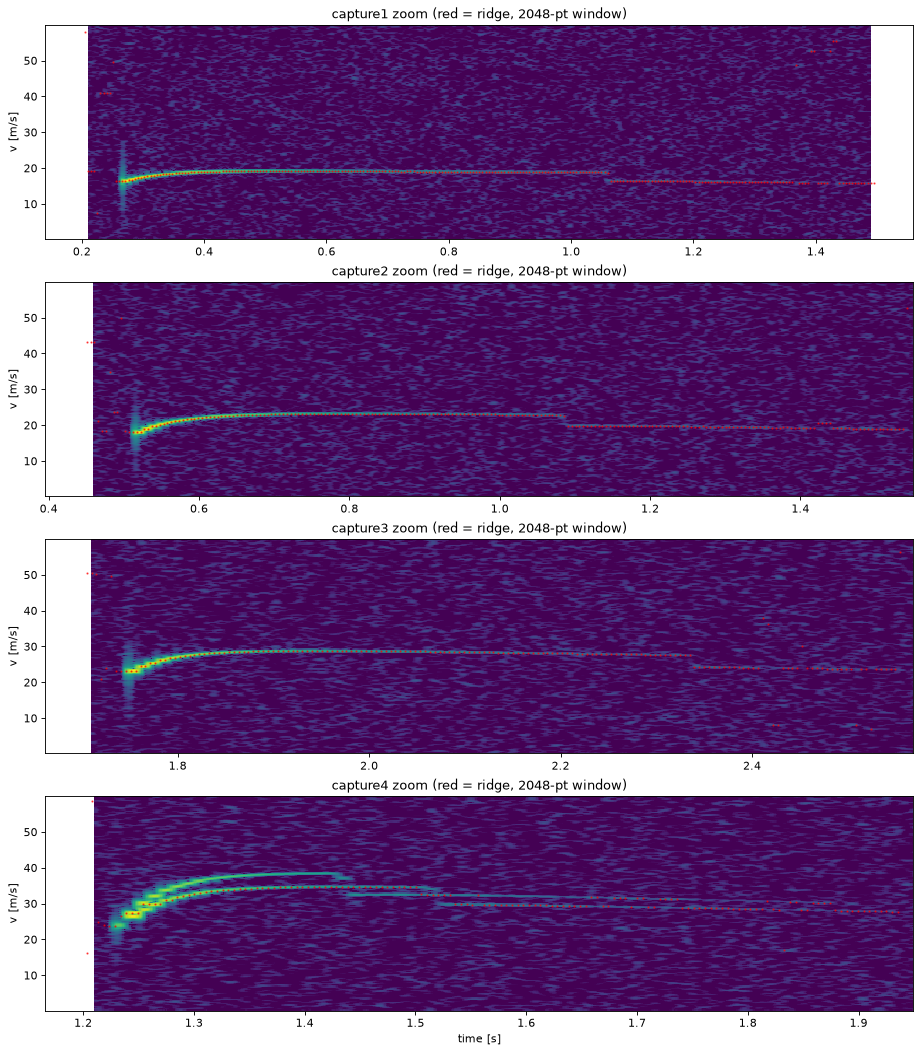 capture1 zoom (red = ridge, 2048-pt window)
50
40
30
20
10
v [m/s]
0.2 0.4 0.6 0.8 1.0 1.2 1.4
capture2 zoom (red = ridge, 2048-pt window)
50
40
30
20
10
v [m/s]
0.4 0.6 0.8 1.0 1.2 1.4
capture3 zoom (red = ridge, 2048-pt window)
50
40
30
20
10
v [m/s]
1.8 2.0 2.2 2.4
capture4 zoom (red = ridge, 2048-pt window)
50
40
30
20
10
v [m/s]
1.2 1.3 1.4 1.5 1.6 1.7 1.8 1.9
time [s]